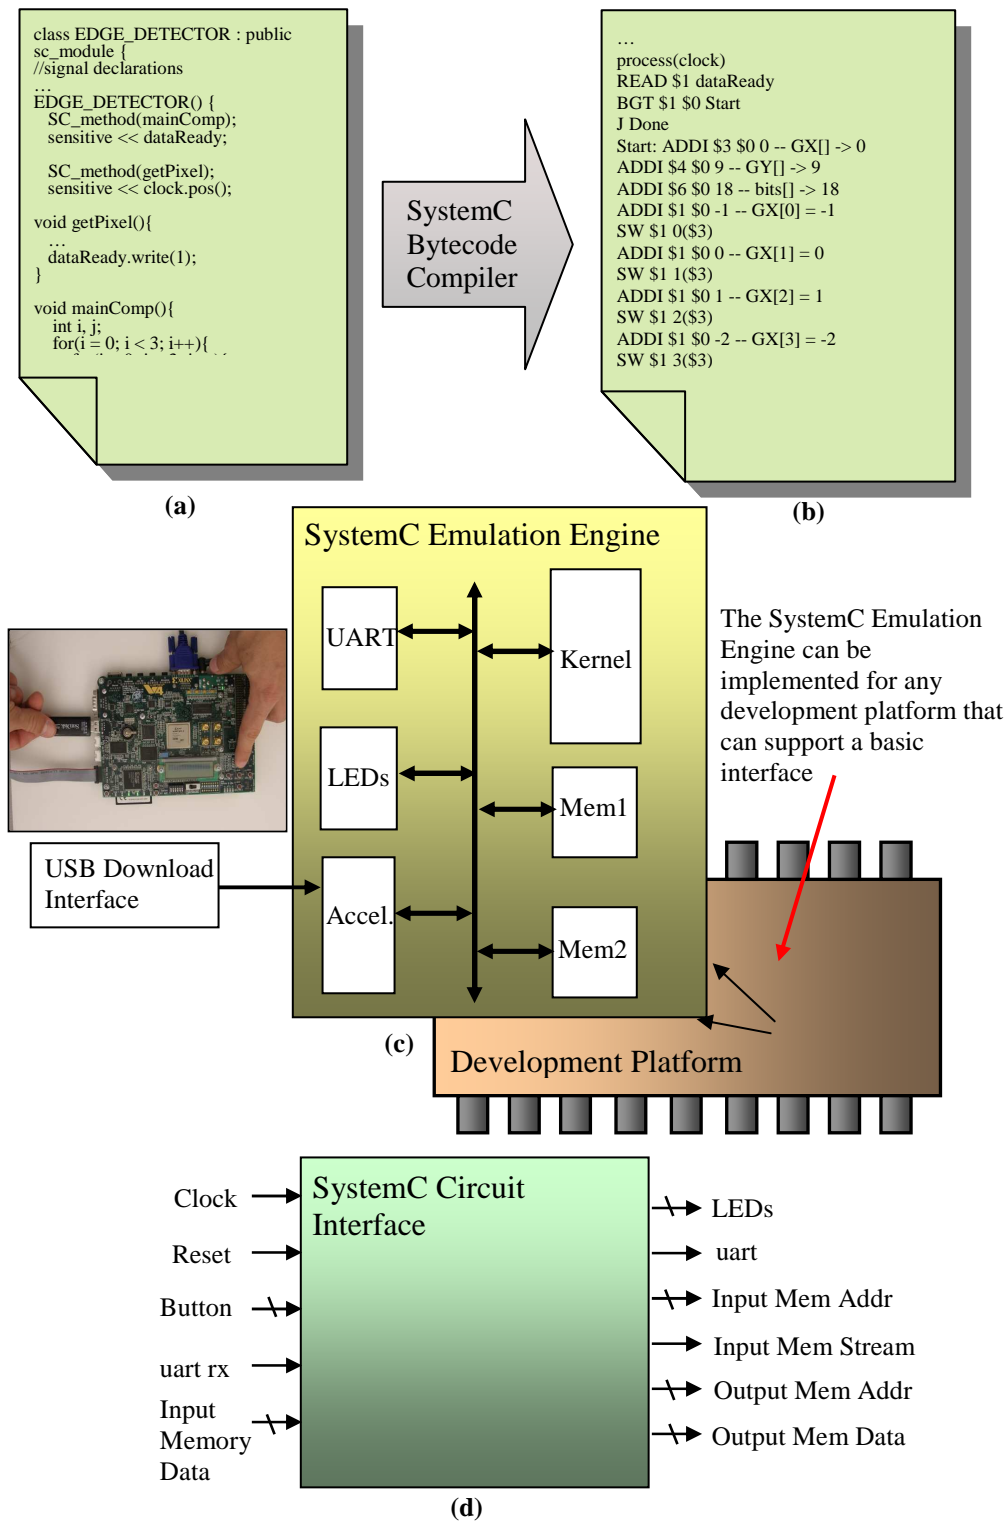 class EDGE_DETECTOR : public
sc_module {
//signal declarations
…
EDGE_DETECTOR() {
SC_method(mainComp);
sensitive << dataReady;
SC_method(getPixel);
sensitive << clock.pos();
void getPixel(){
…
dataReady.write(1);
}
void mainComp(){
int i, j;
for(i = 0; i < 3; i++){
(a)
SystemC
Bytecode
Compiler
…
process(clock)
READ $1 dataReady
BGT $1 $0 Start
J Done
Start: ADDI $3 $0 0 -- GX[] -> 0
ADDI $4 $0 9 -- GY[] -> 9
ADDI $6 $0 18 -- bits[] -> 18
ADDI $1 $0 -1 -- GX[0] = -1
SW $1 0($3)
ADDI $1 $0 0 -- GX[1] = 0
SW $1 1($3)
ADDI $1 $0 1 -- GX[2] = 1
SW $1 2($3)
ADDI $1 $0 -2 -- GX[3] = -2
SW $1 3($3)
(b)
SystemC Emulation Engine
UART
Kernel
LEDs
Mem1
Accel.
Mem2
USB Download
Interface
The SystemC Emulation
Engine can be
implemented for any
development platform that
can support a basic
interface
(c)
Development Platform
SystemC Circuit
Interface
Clock
Reset
Button
uart rx
Input
Memory
Data
LEDs
uart
Input Mem Addr
Input Mem Stream
Output Mem Addr
Output Mem Data
(d)